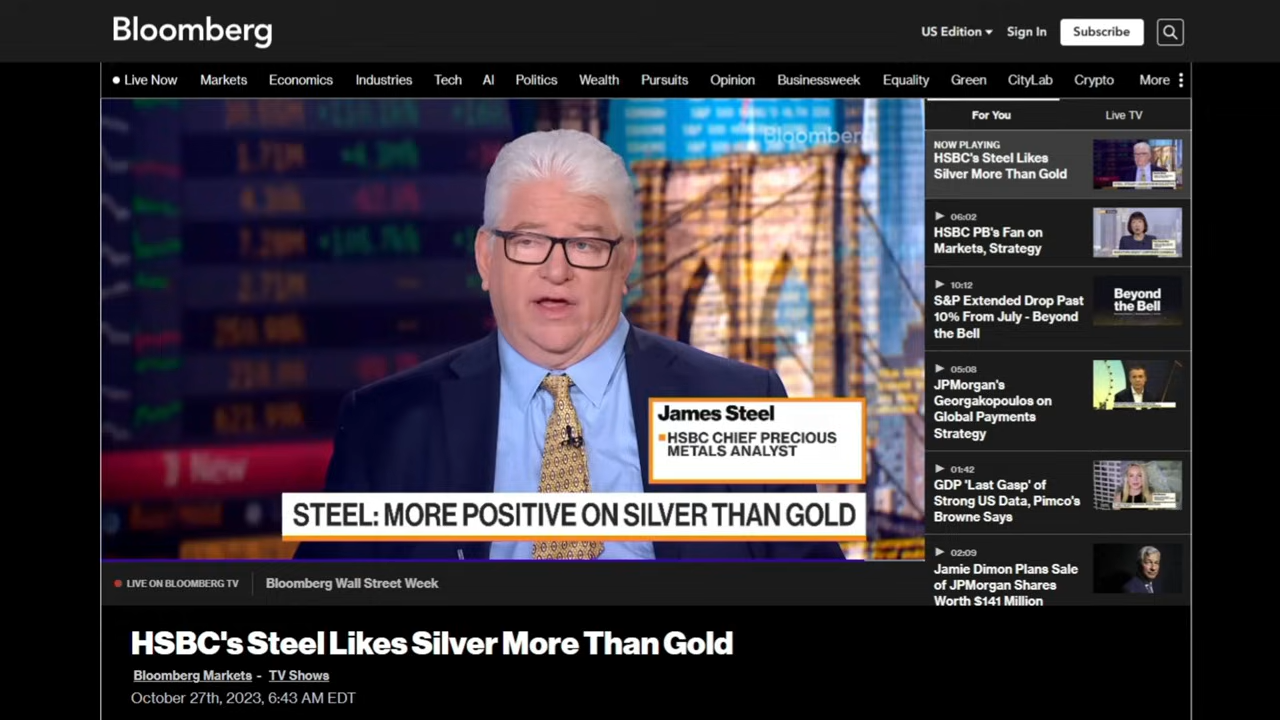 Bloomberg
US Edition
Sign In
Subscribe
Live Now
Markets
Economics
Industries
Tech
AI
Politics
Wealth
Pursuits
Opinion
Businessweek
Equality
Green
CityLab
Crypto
More
Bloomberg
New
James Steel
HSBC CHIEF PRECIOUS
METALS ANALYST
STEEL: MORE POSITIVE ON SILVER THAN GOLD
LIVE ON BLOOMBERG TV
Bloomberg Wall Street Week
For You
Live TV
NOW PLAYING
HSBC's Steel Likes
Silver More Than Gold
06:02
HSBC PB's Fan on
Markets, Strategy
10:12
S&P Extended Drop Past
10% From July - Beyond
the Bell
Beyond
the Bell
05:08
JPMorgan's
Georgakopoulos on
Global Payments
Strategy
01:42
GDP 'Last Gasp' of
Strong US Data, Pimco's
Browne Says
02:09
Jamie Dimon Plans Sale
of JPMorgan Shares
Worth $141 Million
HSBC's Steel Likes Silver More Than Gold
Bloomberg Markets - TV Shows
October 27th, 2023, 6:43 AM EDT